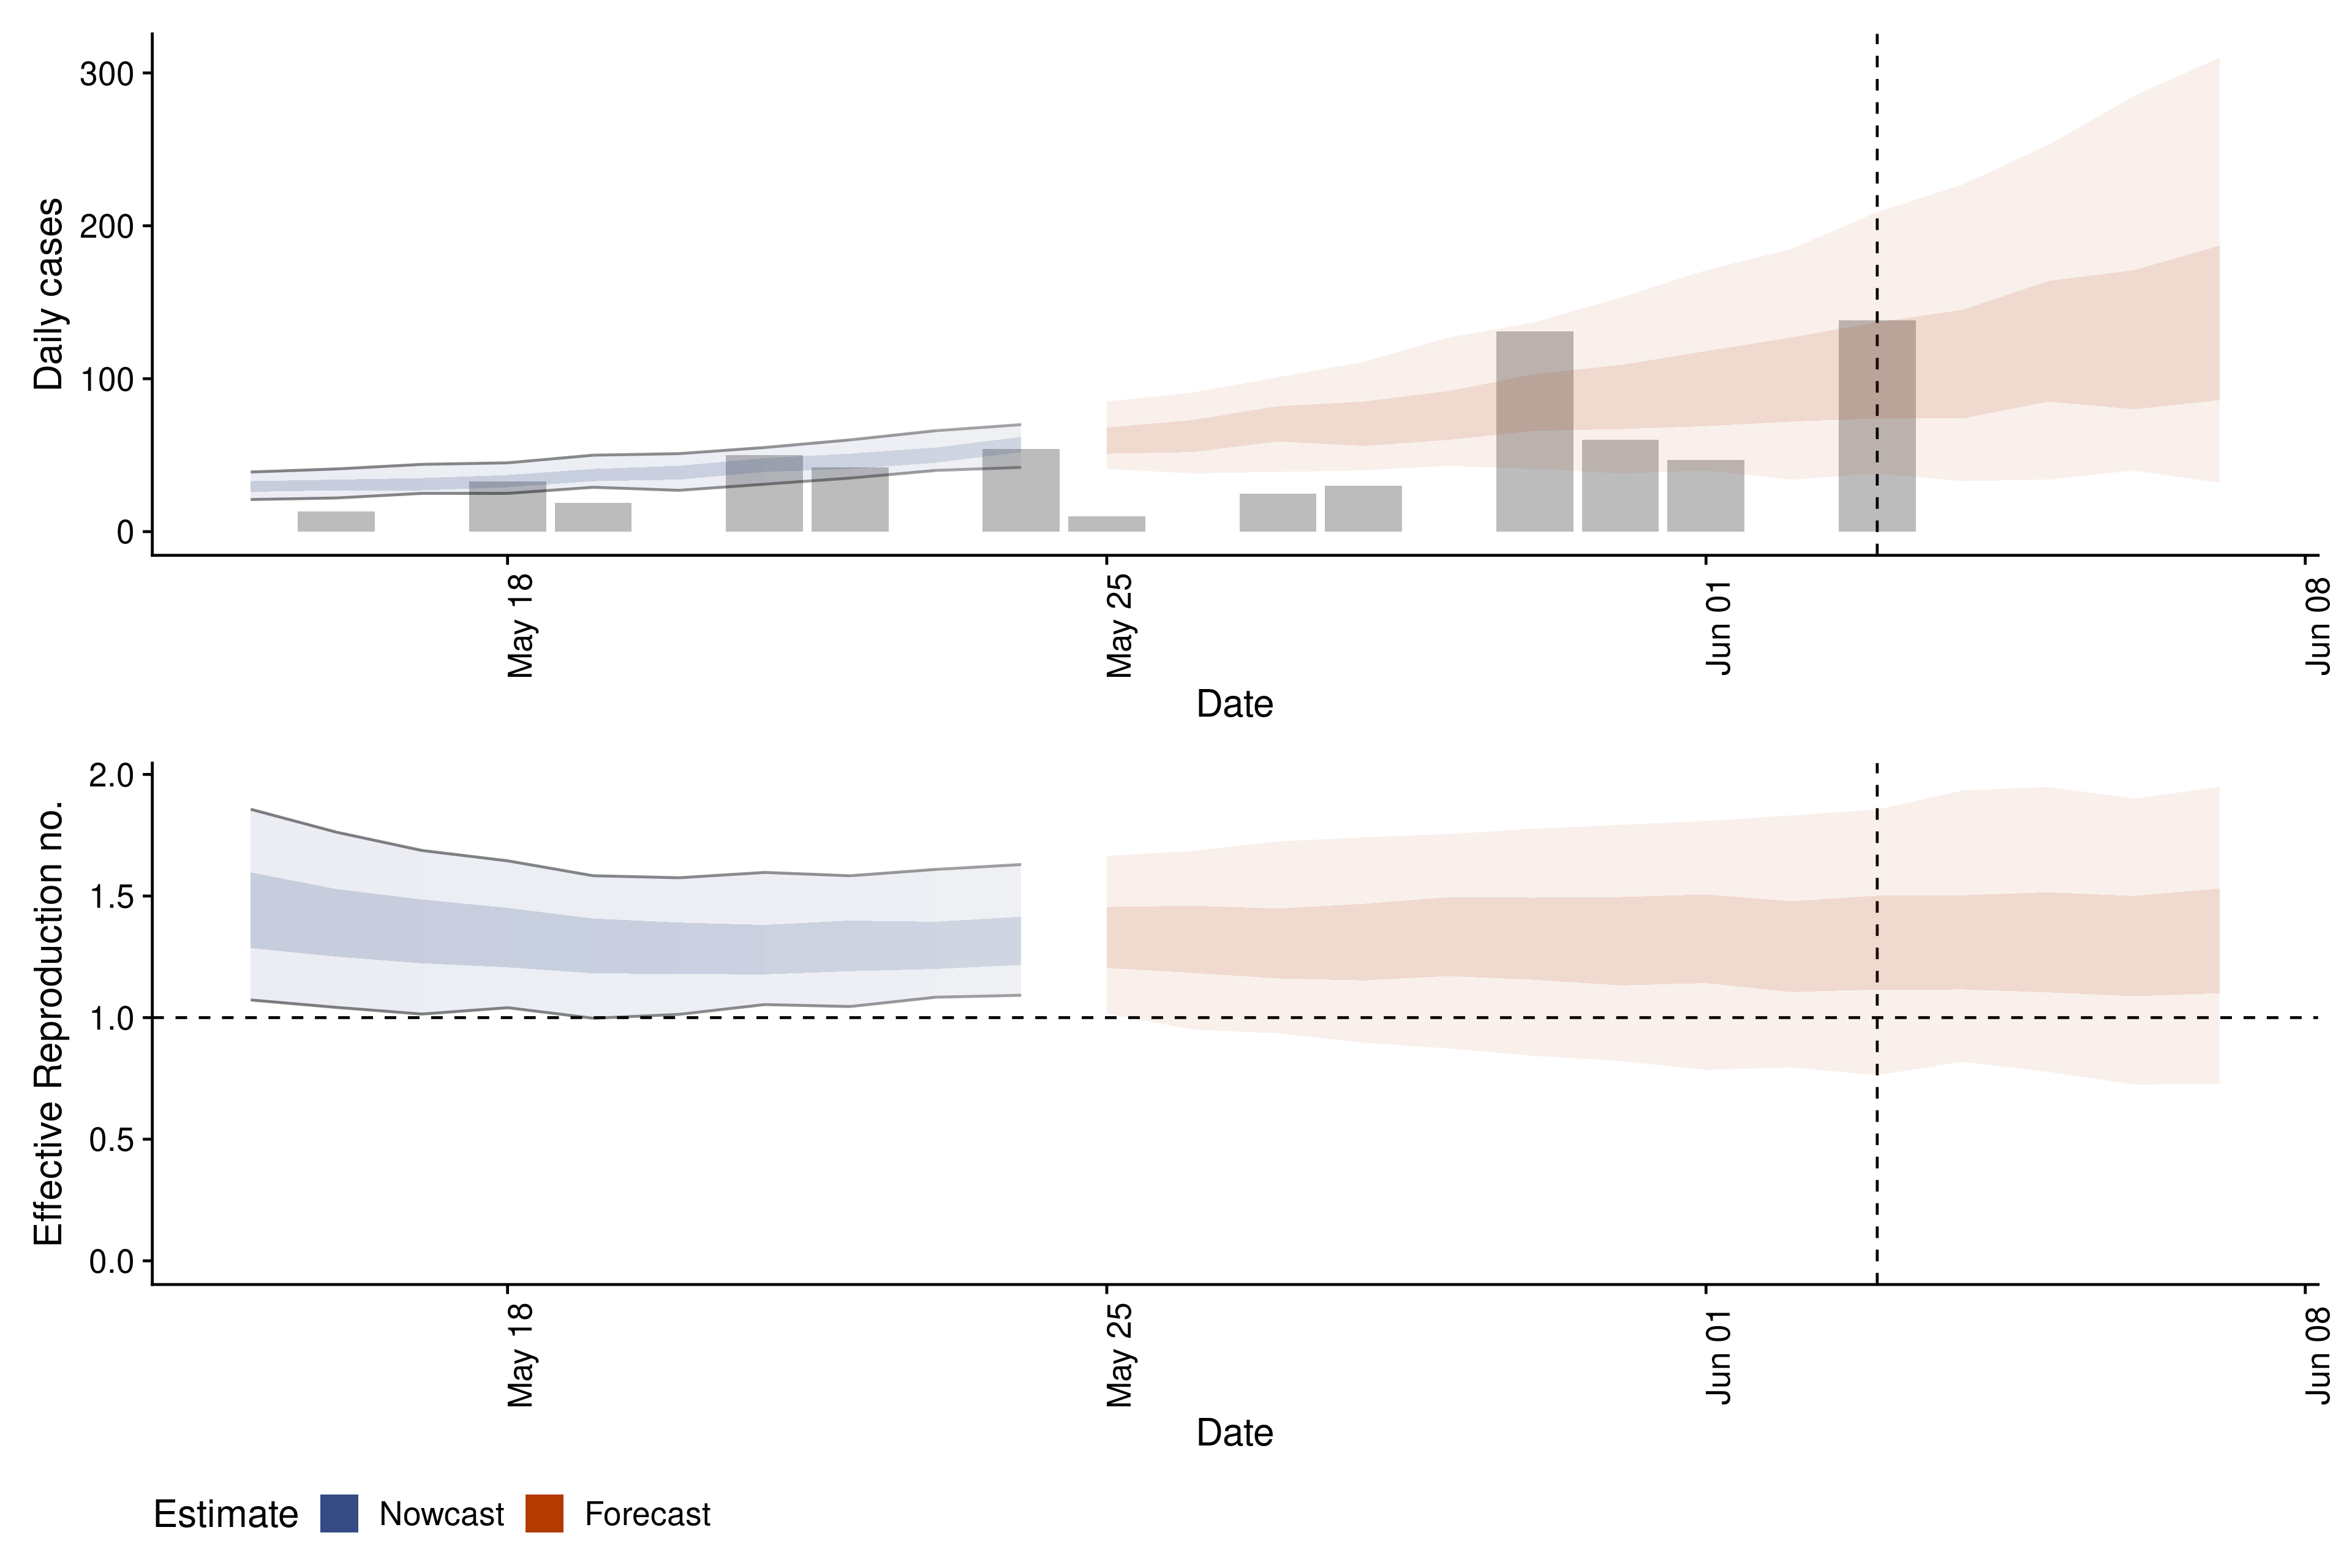 300
200
100
0
Daily cases
May 18
May 25
Jun 01
Jun 08
Date
2.0
1.5
1.0
0.5
0.0
Effective Reproduction no.
May 18
May 25
Jun 01
Jun 08
Date
Estimate Nowcast Forecast